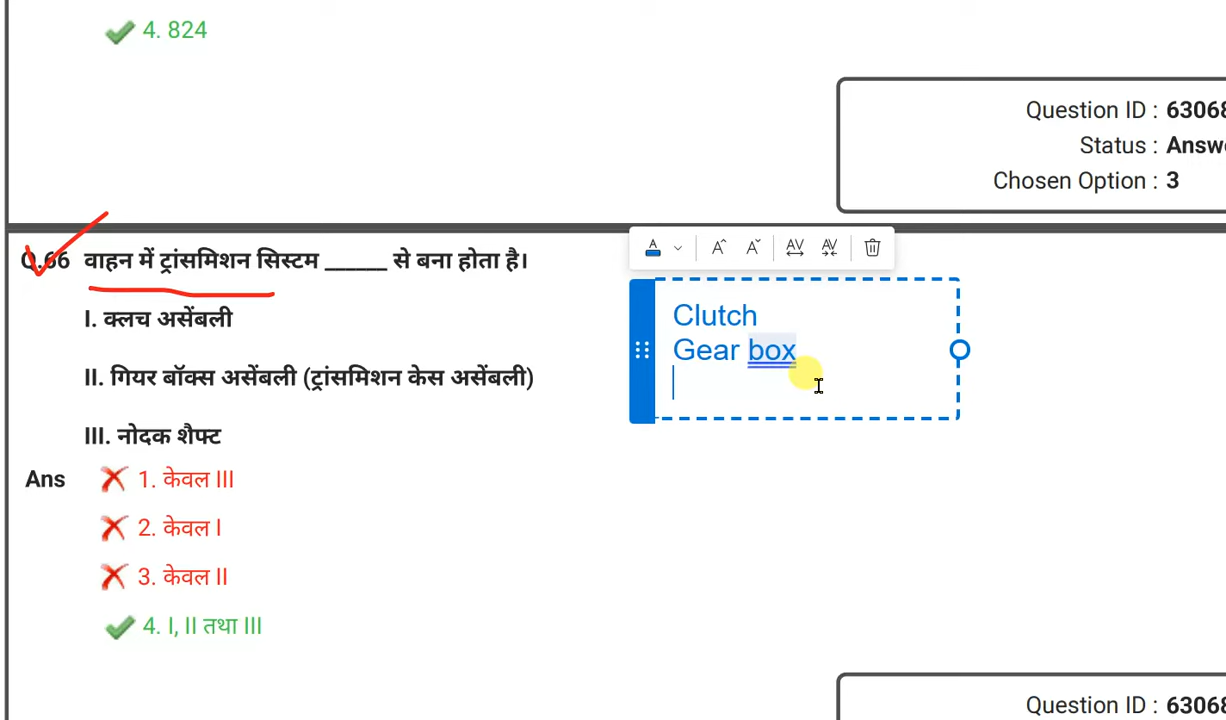 4. 824
Question ID : 63068
Status : Answe
Chosen Option : 3
Q.66 वाहन में ट्रांसमिशन सिस्टम ______ से बना होता है।
I. क्लच असेंबली
II. गियर बॉक्स असेंबली (ट्रांसमिशन केस असेंबली)
III. नोदक शैफ्ट
Clutch
Gear box
Ans 1. केवल III
2. केवल I
3. केवल II
4. I, II तथा III
Question ID : 63068